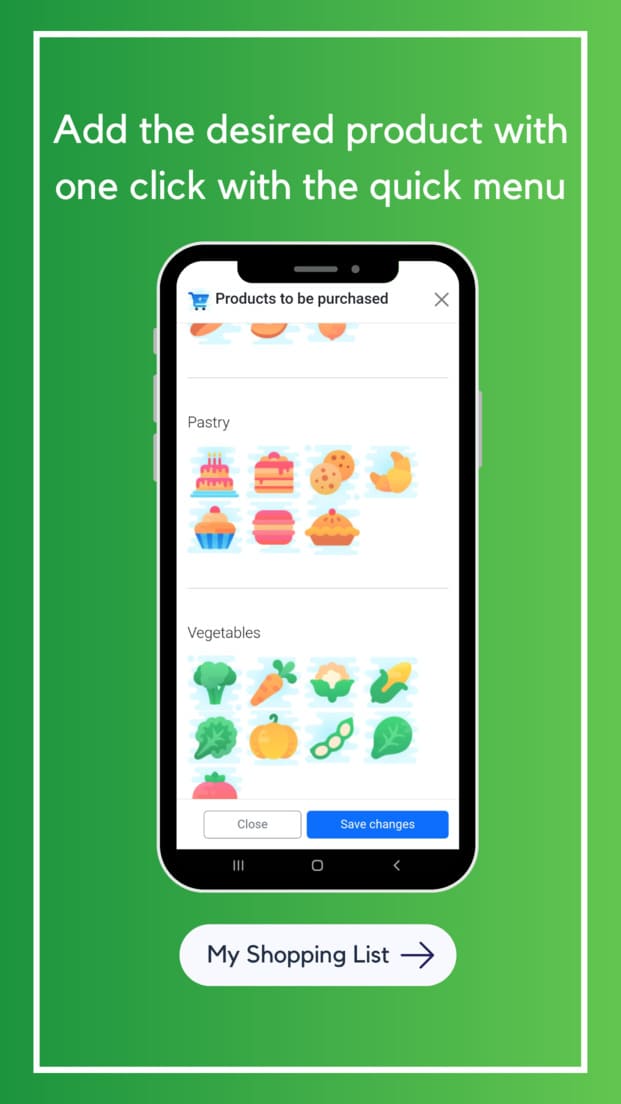 Add the desired product with
one click with the quick menu
Products to be purchased
Pastry
Vegetables
Close
Save changes
My Shopping List